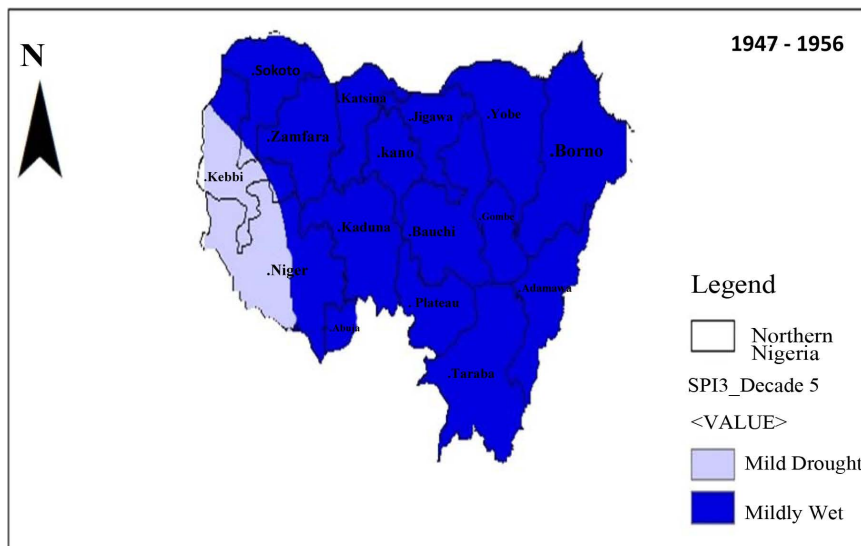 N
1947 - 1956
.Sokoto
.Katsina
.Jigawa
.Yobe
.Zamfara
.kano
.Borno
.Kebbi
.Kaduna
.Bauchi
Gombe
.Niger
.Adamawa
.Plateau
.Abuja
.Taraba
Legend
Northern
Nigeria
SPI3_Decade 5
<VALUE>
Mild Drought
Mildly Wet